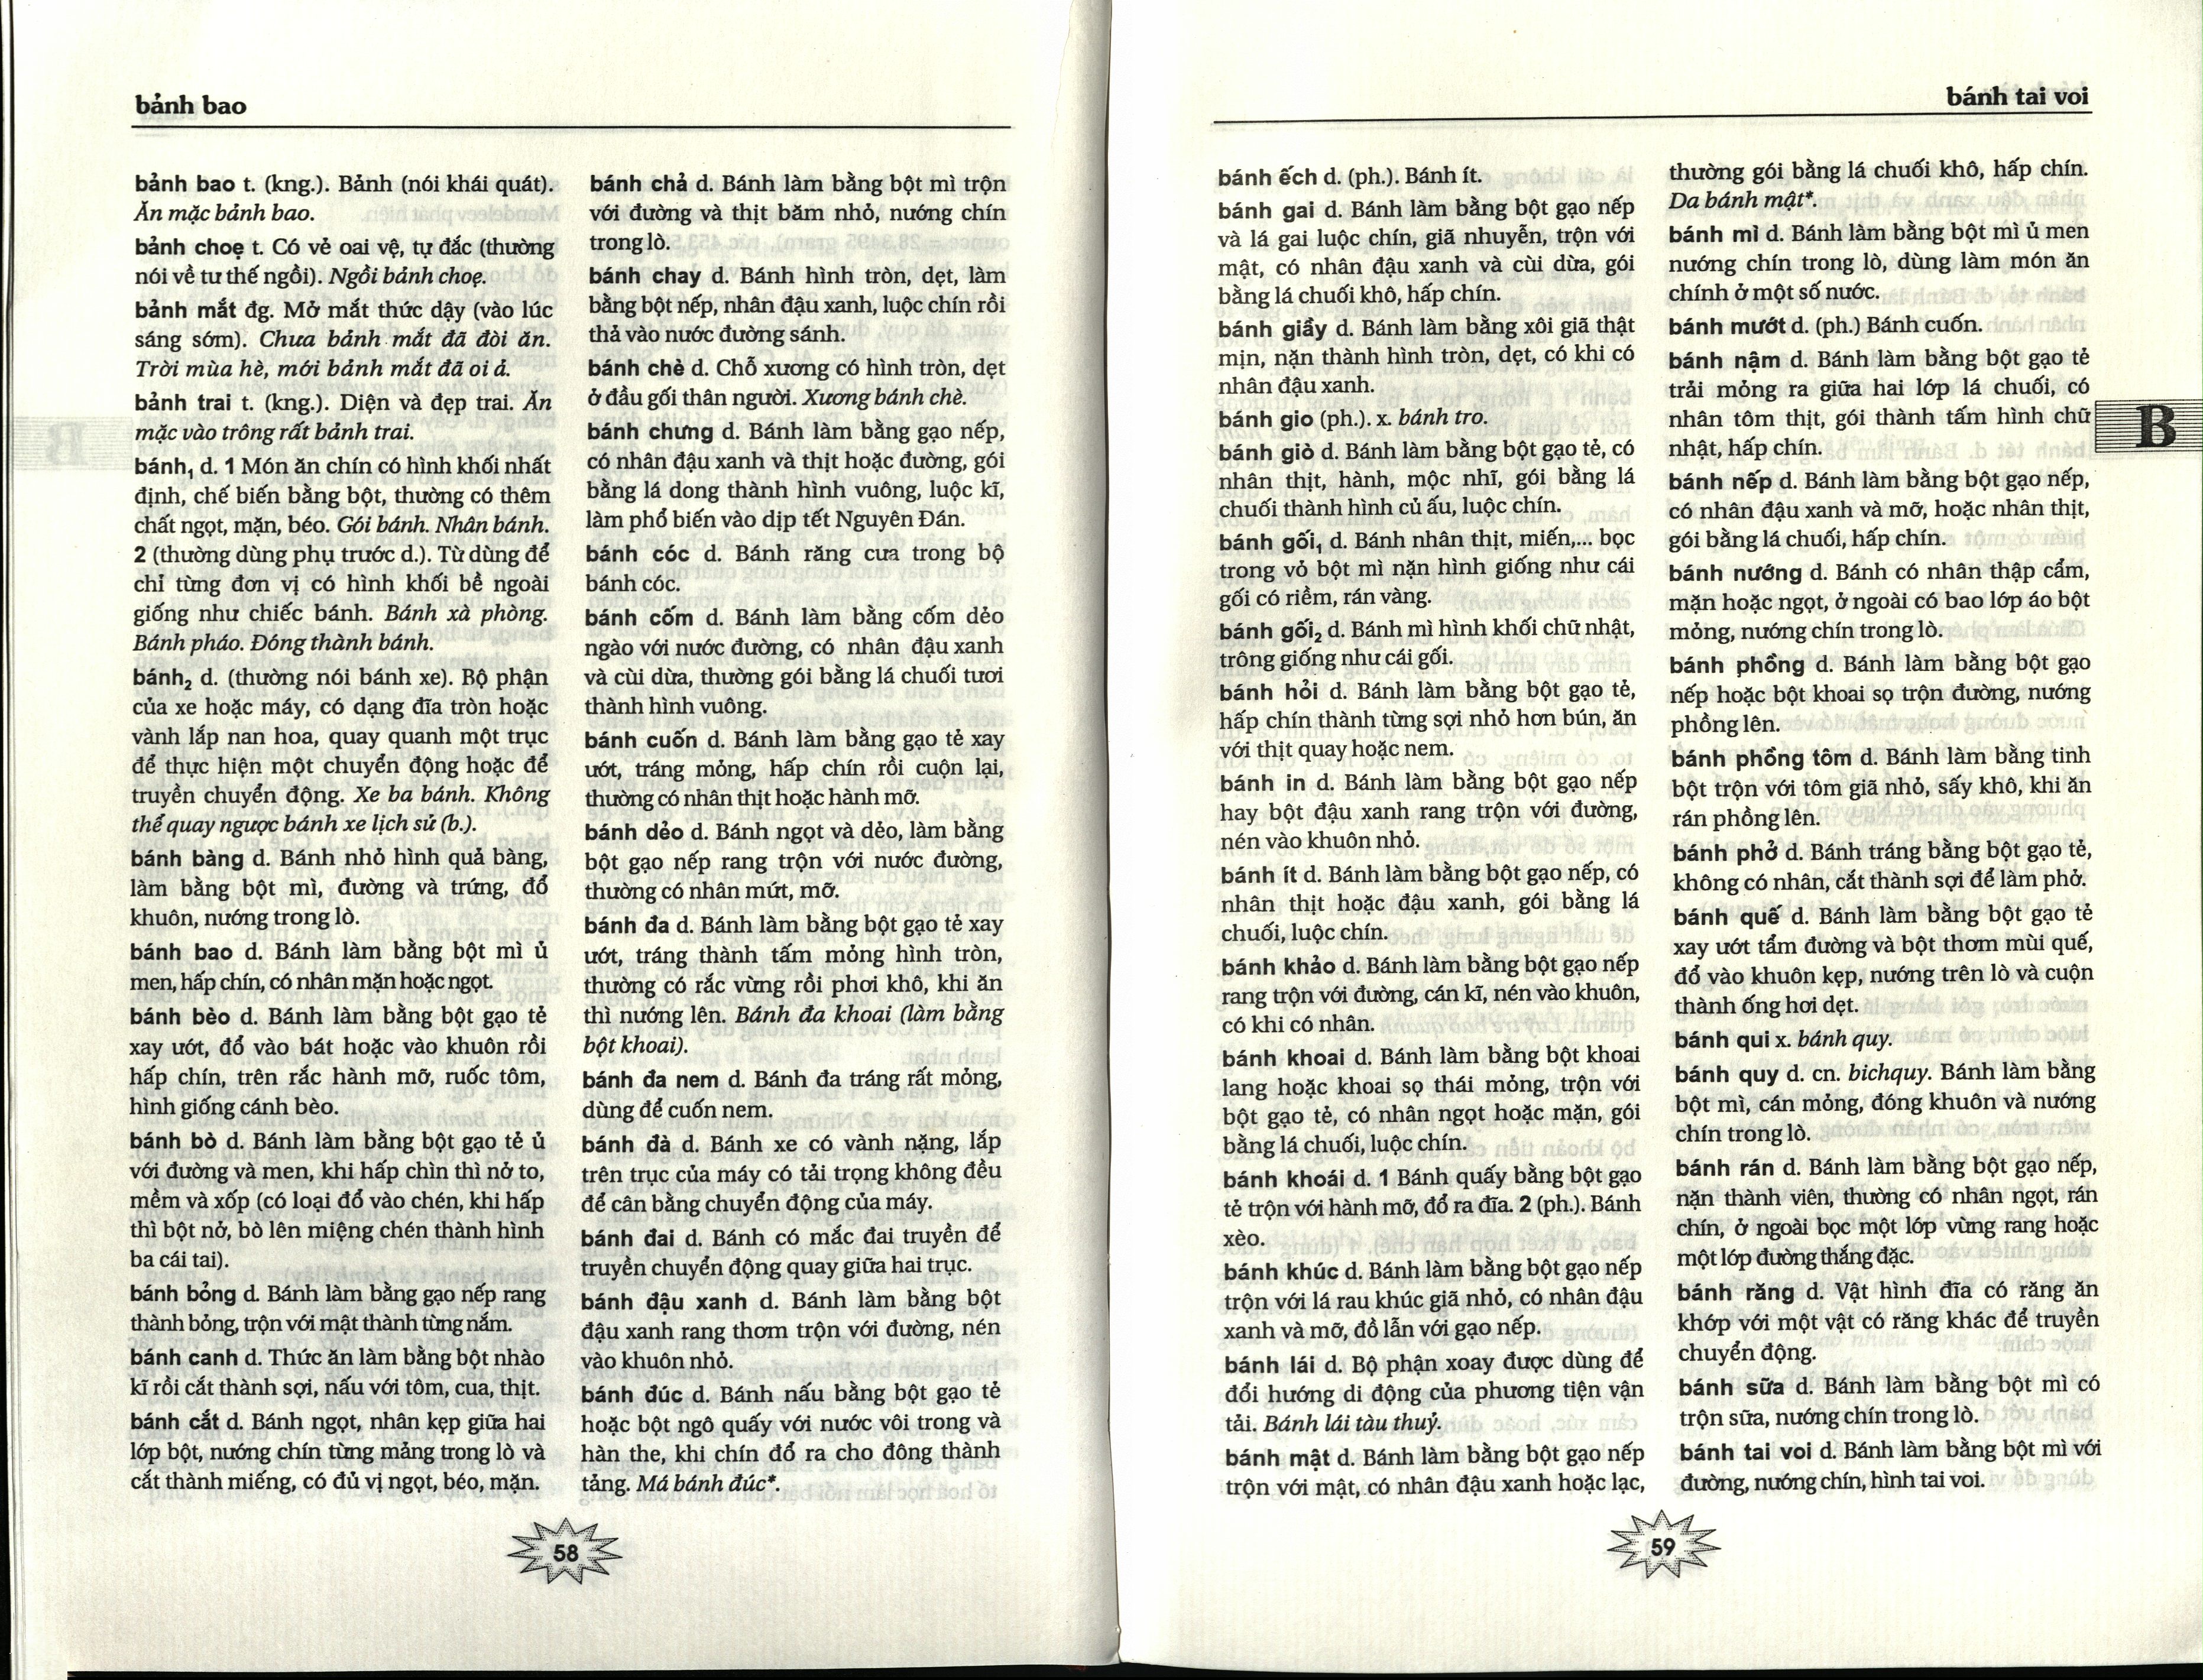 bảnh bao
bảnh bao t. (kng.). Bảnh (nói khái quát).
Ăn mặc bảnh bao.
bảnh choẹ t. Có vẻ oai vệ, tự đắc (thường
nói về tư thế ngồi). Ngồi bảnh choẹ.
bảnh mắt đg. Mở mắt thức dậy (vào lúc
sáng sớm). Chưa bảnh mắt đã đòi ăn.
Trời mùa hè, mới bảnh mắt đã oi ả.
bảnh trai t. (kng.). Diện và đẹp trai. Ăn
mặc vào trông rất bảnh trai.
bánh₁ d. 1 Món ăn chín có hình khối nhất
định, chế biến bằng bột, thường có thêm
chất ngọt, mặn, béo. Gói bánh. Nhân bánh.
2 (thường dùng phụ trước d.). Từ dùng để
chỉ từng đơn vị có hình khối bề ngoài
giống như chiếc bánh. Bánh xà phòng.
Bánh pháo. Đóng thành bánh.
bánh₂ d. (thường nói bánh xe). Bộ phận
của xe hoặc máy, có dạng đĩa tròn hoặc
vành lắp nan hoa, quay quanh một trục
để thực hiện một chuyển động hoặc để
truyền chuyển động. Xe ba bánh. Không
thể quay ngược bánh xe lịch sử (b.).
bánh bàng d. Bánh nhỏ hình quả bàng,
làm bằng bột mì, đường và trứng, đổ
khuôn, nướng trong lò.
bánh bao d. Bánh làm bằng bột mì ủ
men, hấp chín, có nhân mặn hoặc ngọt.
bánh bèo d. Bánh làm bằng bột gạo tẻ
xay ướt, đổ vào bát hoặc vào khuôn rồi
hấp chín, trên rắc hành mỡ, ruốc tôm,
hình giống cánh bèo.
bánh bò d. Bánh làm bằng bột gạo tẻ ủ
với đường và men, khi hấp chìn thì nở to,
mềm và xốp (có loại đổ vào chén, khi hấp
thì bột nở, bò lên miệng chén thành hình
ba cái tai).
bánh bỏng d. Bánh làm bằng gạo nếp rang
thành bỏng, trộn với mật thành từng nắm.
bánh canh d. Thức ăn làm bằng bột nhào
kĩ rồi cắt thành sợi, nấu với tôm, cua, thịt.
bánh cắt d. Bánh ngọt, nhân kẹp giữa hai
lớp bột, nướng chín từng mảng trong lò và
cắt thành miếng, có đủ vị ngọt, béo, mặn.
bánh chả d. Bánh làm bằng bột mì trộn
với đường và thịt băm nhỏ, nướng chín
trong lò.
bánh chay d. Bánh hình tròn, dẹt, làm
bằng bột nếp, nhân đậu xanh, luộc chín rồi
thả vào nước đường sánh.
bánh chè d. Chỗ xương có hình tròn, dẹt
ở đầu gối thân người. Xương bánh chè.
bánh chưng d. Bánh làm bằng gạo nếp,
có nhân đậu xanh và thịt hoặc đường, gói
bằng lá dong thành hình vuông, luộc kĩ,
làm phổ biến vào dịp tết Nguyên Đán.
bánh cóc d. Bánh răng cưa trong bộ
bánh cóc.
bánh cốm d. Bánh làm bằng cốm dẻo
ngào với nước đường, có nhân đậu xanh
và cùi dừa, thường gói bằng lá chuối tươi
thành hình vuông.
bánh cuốn d. Bánh làm bằng gạo tẻ xay
ướt, tráng mỏng, hấp chín rồi cuộn lại,
thường có nhân thịt hoặc hành mỡ.
bánh dẻo d. Bánh ngọt và dẻo, làm bằng
bột gạo nếp rang trộn với nước đường,
thường có nhân mứt, mỡ.
bánh đa d. Bánh làm bằng bột gạo tẻ xay
ướt, tráng thành tấm mỏng hình tròn,
thường có rắc vừng rồi phơi khô, khi ăn
thì nướng lên. Bánh đa khoai (làm bằng
bột khoai).
bánh đa nem d. Bánh đa tráng rất mỏng,
dùng để cuốn nem.
bánh đà d. Bánh xe có vành nặng, lắp
trên trục của máy có tải trọng không đều
để cân bằng chuyển động của máy.
bánh đai d. Bánh có mắc đai truyền để
truyền chuyển động quay giữa hai trục.
bánh đậu xanh d. Bánh làm bằng bột
đậu xanh rang thơm trộn với đường, nén
vào khuôn nhỏ.
bánh đúc d. Bánh nấu bằng bột gạo tẻ
hoặc bột ngô quấy với nước vôi trong và
hàn the, khi chín đổ ra cho đông thành
tảng. Má bánh đúc*.
58
bánh tai voi
bánh ếch d. (ph.). Bánh ít.
bánh gai d. Bánh làm bằng bột gạo nếp
và lá gai luộc chín, giã nhuyễn, trộn với
mật, có nhân đậu xanh và cùi dừa, gói
bằng lá chuối khô, hấp chín.
bánh giầy d. Bánh làm bằng xôi giã thật
mịn, nặn thành hình tròn, dẹt, có khi có
nhân đậu xanh.
bánh gio (ph.). x. bánh tro.
bánh giò d. Bánh làm bằng bột gạo tẻ, có
nhân thịt, hành, mộc nhĩ, gói bằng lá
chuối thành hình củ ấu, luộc chín.
bánh gối₁ d. Bánh nhân thịt, miến,... bọc
trong vỏ bột mì nặn hình giống như cái
gối có riềm, rán vàng.
bánh gối₂ d. Bánh mì hình khối chữ nhật,
trông giống như cái gối.
bánh hỏi d. Bánh làm bằng bột gạo tẻ,
hấp chín thành từng sợi nhỏ hơn bún, ăn
với thịt quay hoặc nem.
bánh in d. Bánh làm bằng bột gạo nếp
hay bột đậu xanh rang trộn với đường,
nén vào khuôn nhỏ.
bánh ít d. Bánh làm bằng bột gạo nếp, có
nhân thịt hoặc đậu xanh, gói bằng lá
chuối, luộc chín.
bánh khảo d. Bánh làm bằng bột gạo nếp
rang trộn với đường, cán kĩ, nén vào khuôn,
có khi có nhân.
bánh khoai d. Bánh làm bằng bột khoai
lang hoặc khoai sọ thái mỏng, trộn với
bột gạo tẻ, có nhân ngọt hoặc mặn, gói
bằng lá chuối, luộc chín.
bánh khoái d. 1 Bánh quấy bằng bột gạo
tẻ trộn với hành mỡ, đổ ra đĩa. 2 (ph.). Bánh
xèo.
bánh khúc d. Bánh làm bằng bột gạo nếp
trộn với lá rau khúc giã nhỏ, có nhân đậu
xanh và mỡ, đồ lẫn với gạo nếp.
bánh lái d. Bộ phận xoay được dùng để
đổi hướng di động của phương tiện vận
tải. Bánh lái tàu thuỷ.
bánh mật d. Bánh làm bằng bột gạo nếp
trộn với mật, có nhân đậu xanh hoặc lạc,
thường gói bằng lá chuối khô, hấp chín.
Da bánh mật*.
bánh mì d. Bánh làm bằng bột mì ủ men
nướng chín trong lò, dùng làm món ăn
chính ở một số nước.
bánh mướt d. (ph.) Bánh cuốn.
bánh nậm d. Bánh làm bằng bột gạo tẻ
trải mỏng ra giữa hai lớp lá chuối, có
nhân tôm thịt, gói thành tấm hình chữ
nhật, hấp chín.
bánh nếp d. Bánh làm bằng bột gạo nếp,
có nhân đậu xanh và mỡ, hoặc nhân thịt,
gói bằng lá chuối, hấp chín.
bánh nướng d. Bánh có nhân thập cẩm,
mặn hoặc ngọt, ở ngoài có bao lớp áo bột
mỏng, nướng chín trong lò.
bánh phồng d. Bánh làm bằng bột gạo
nếp hoặc bột khoai sọ trộn đường, nướng
phồng lên.
bánh phồng tôm d. Bánh làm bằng tinh
bột trộn với tôm giã nhỏ, sấy khô, khi ăn
rán phồng lên.
bánh phở d. Bánh tráng bằng bột gạo tẻ,
không có nhân, cắt thành sợi để làm phở.
bánh quế d. Bánh làm bằng bột gạo tẻ
xay ướt tẩm đường và bột thơm mùi quế,
đổ vào khuôn kẹp, nướng trên lò và cuộn
thành ống hơi dẹt.
bánh qui x. bánh quy.
bánh quy d. cn. bichquy. Bánh làm bằng
bột mì, cán mỏng, đóng khuôn và nướng
chín trong lò.
bánh rán d. Bánh làm bằng bột gạo nếp,
nặn thành viên, thường có nhân ngọt, rán
chín, ở ngoài bọc một lớp vừng rang hoặc
một lớp đường thắng đặc.
bánh răng d. Vật hình đĩa có răng ăn
khớp với một vật có răng khác để truyền
chuyển động.
bánh sữa d. Bánh làm bằng bột mì có
trộn sữa, nướng chín trong lò.
bánh tai voi d. Bánh làm bằng bột mì với
đường, nướng chín, hình tai voi.
B
59